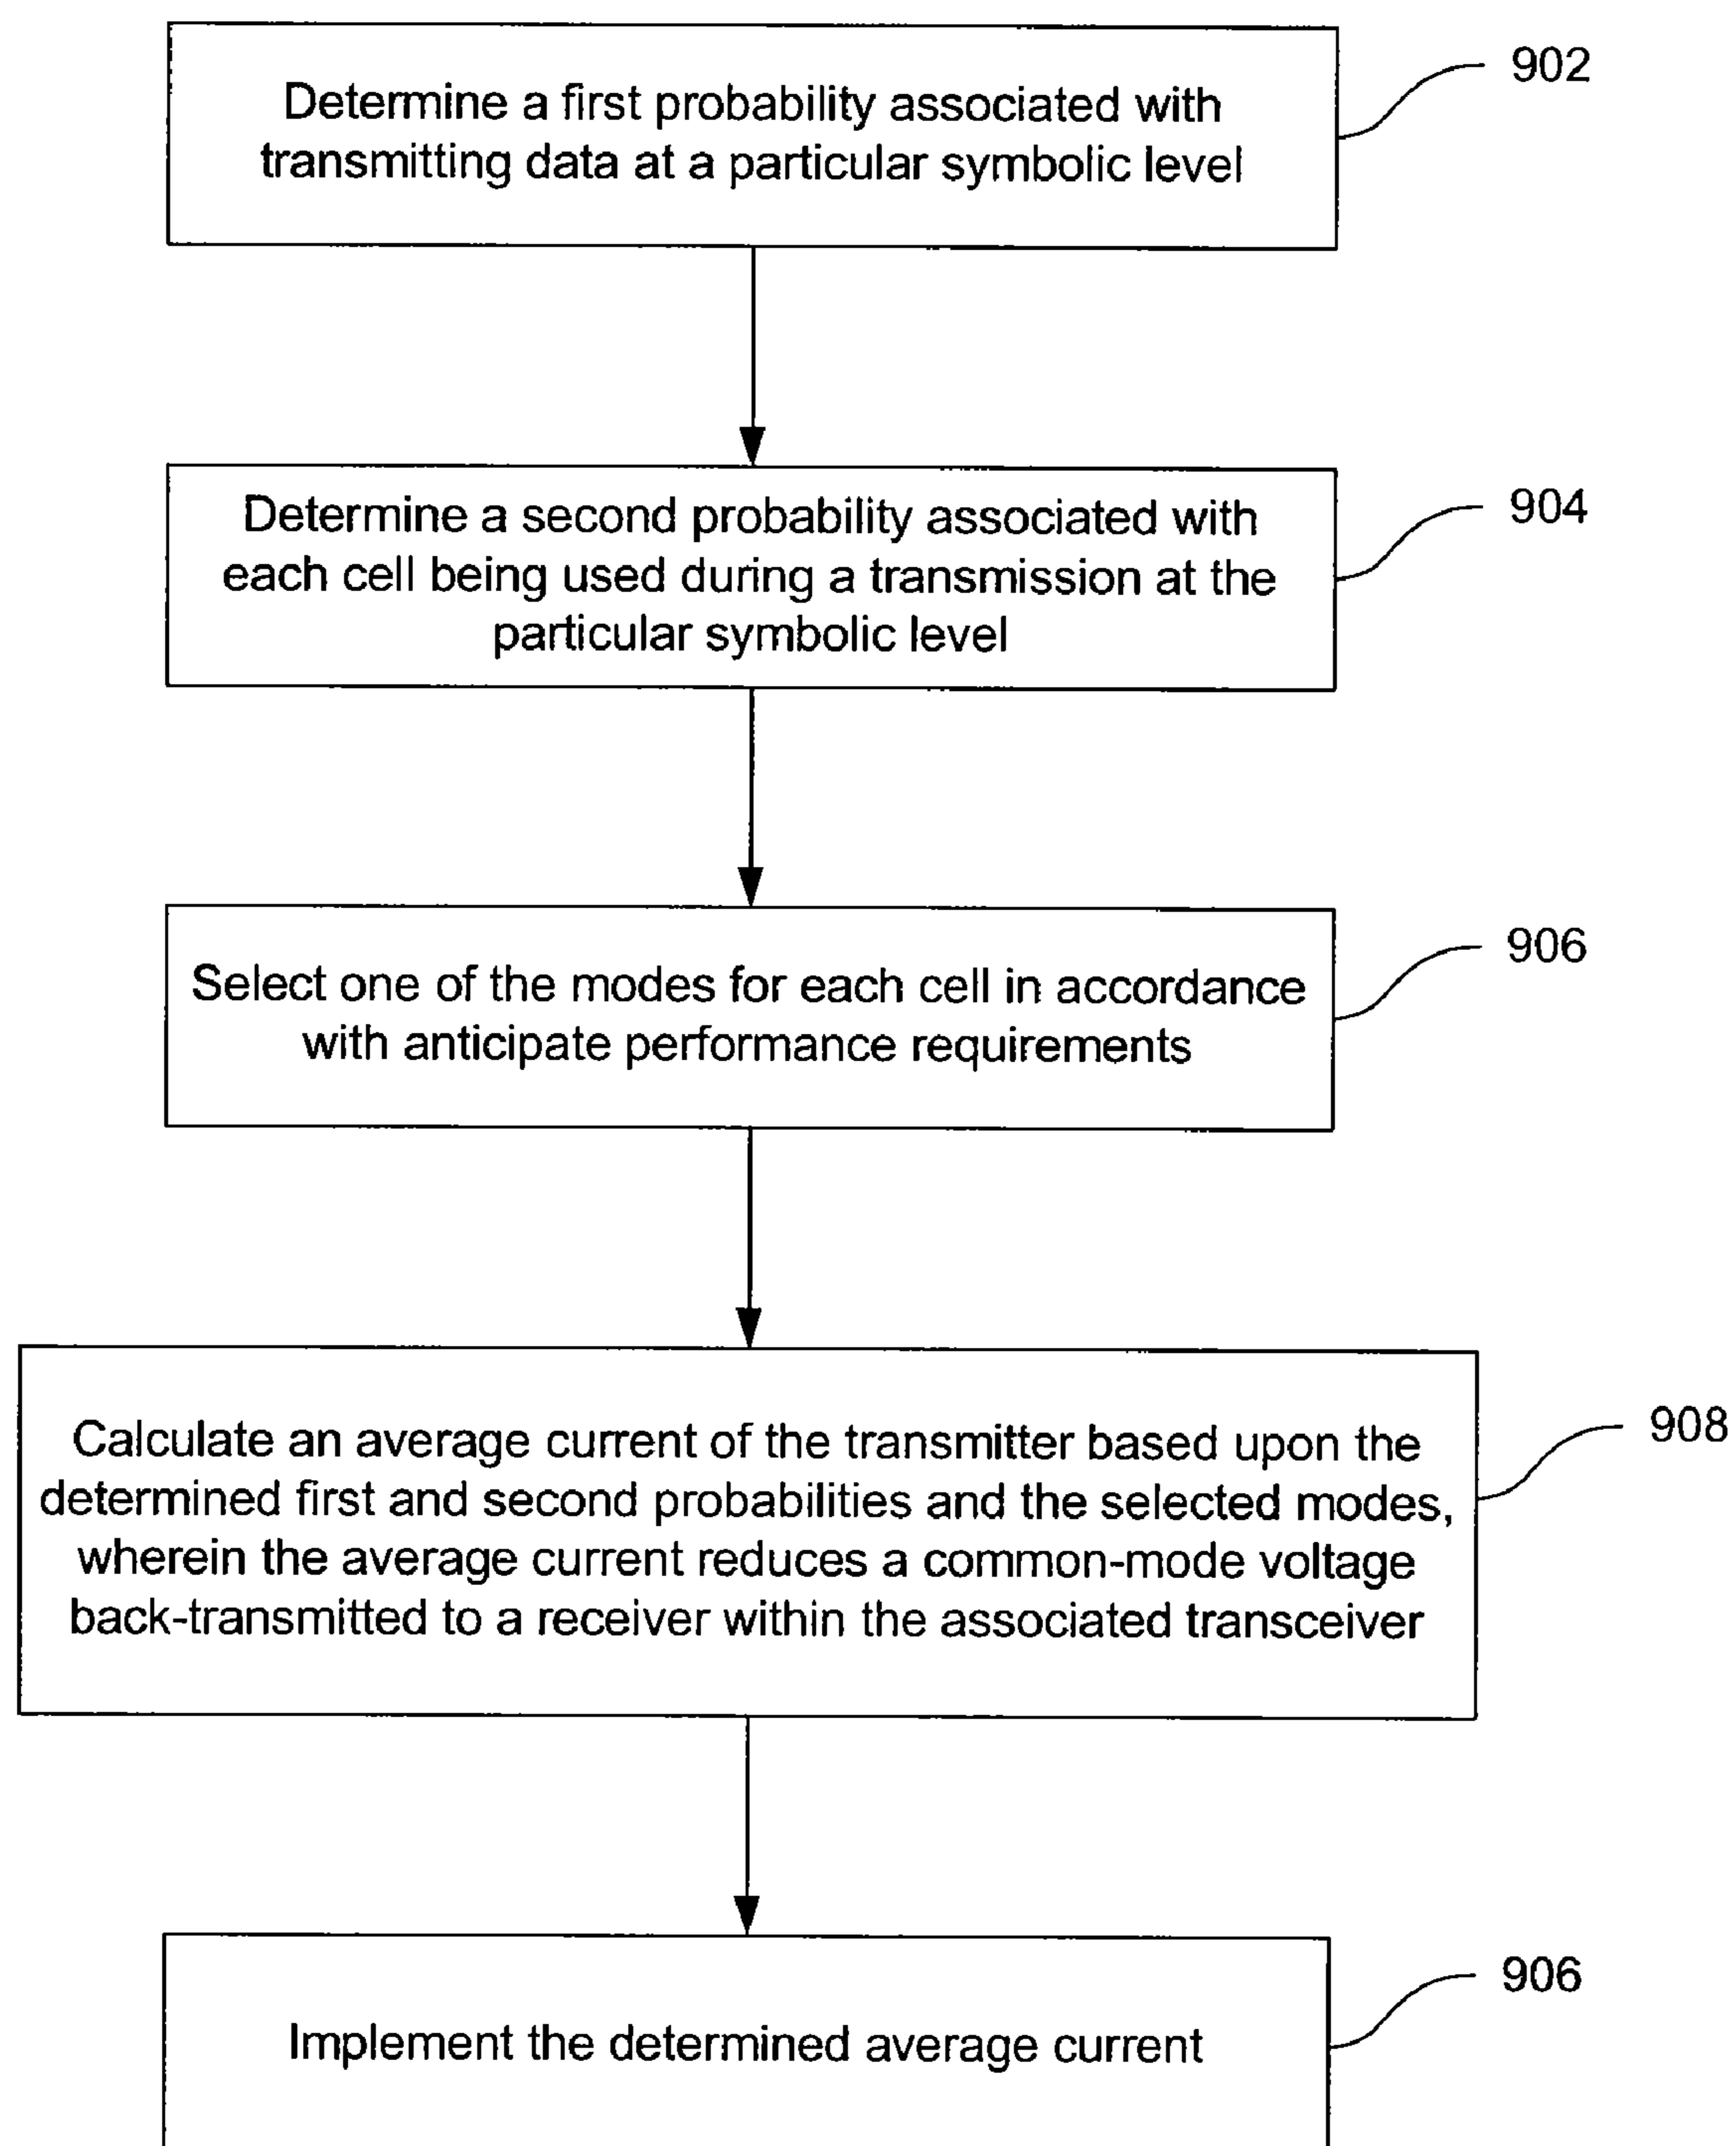 Determine a first probability associated with
transmitting data at a particular symbolic level
902
Determine a second probability associated with
each cell being used during a transmission at the
particular symbolic level
904
Select one of the modes for each cell in accordance
with anticipate performance requirements
906
Calculate an average current of the transmitter based upon the
determined first and second probabilities and the selected modes,
wherein the average current reduces a common-mode voltage
back-transmitted to a receiver within the associated transceiver
908
Implement the determined average current
906